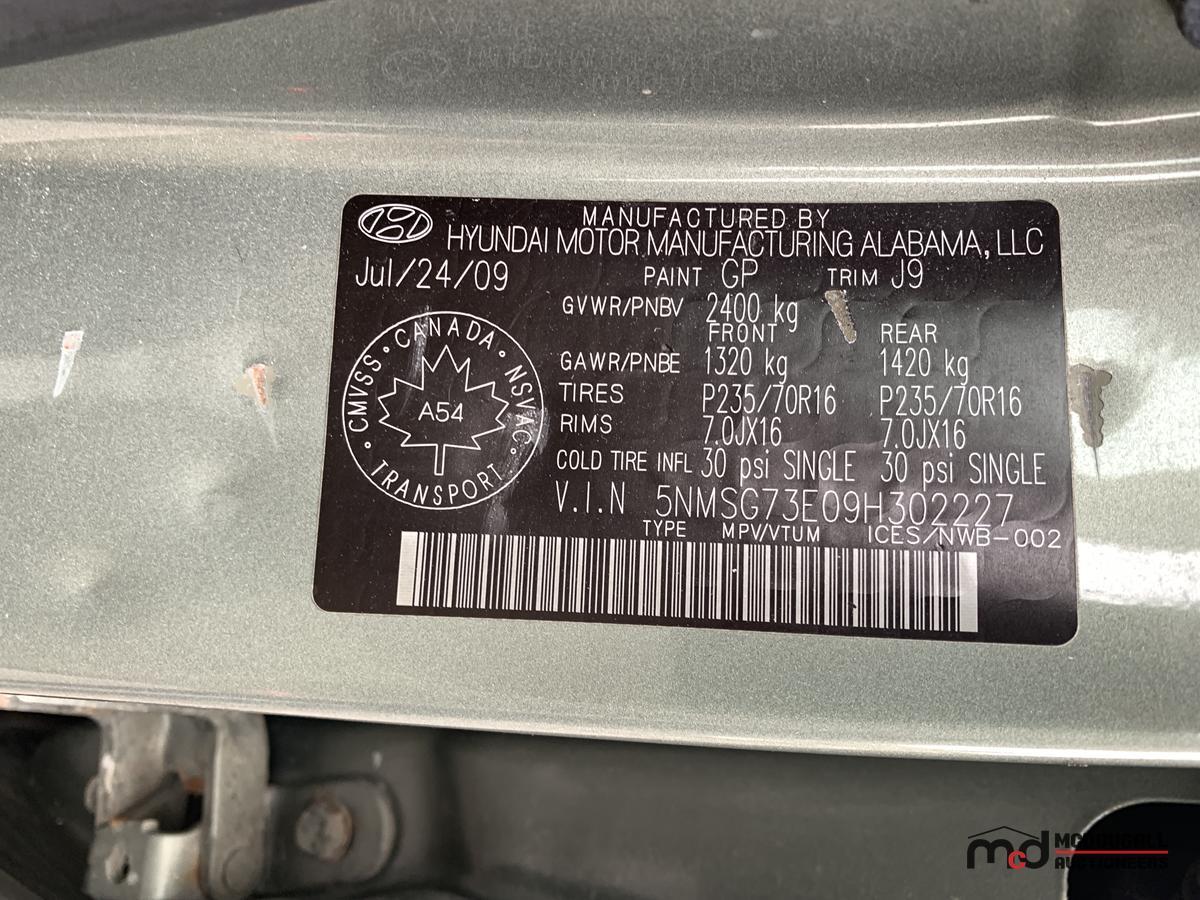 MANUFACTURED BY
HYUNDAI MOTOR MANUFACTURING ALABAMA, LLC
Jul/24/09 PAINT GP TRIM J9
GVWR/PNBV 2400 kg
FRONT REAR
GAWR/PNBE 1320 kg 1420 kg
TIRES P235/70R16 P235/70R16
RIMS 7.0JX16 7.0JX16
COLD TIRE INFL 30 psi SINGLE 30 psi SINGLE
V.I.N 5NMSG73E09H302227
TYPE MPV/VTUM ICES/NWB-002
CANADA • NSVAC • TRANSPORT • CMVSS •
A54
mcd MCDOUGALL
AUCTIONEERS